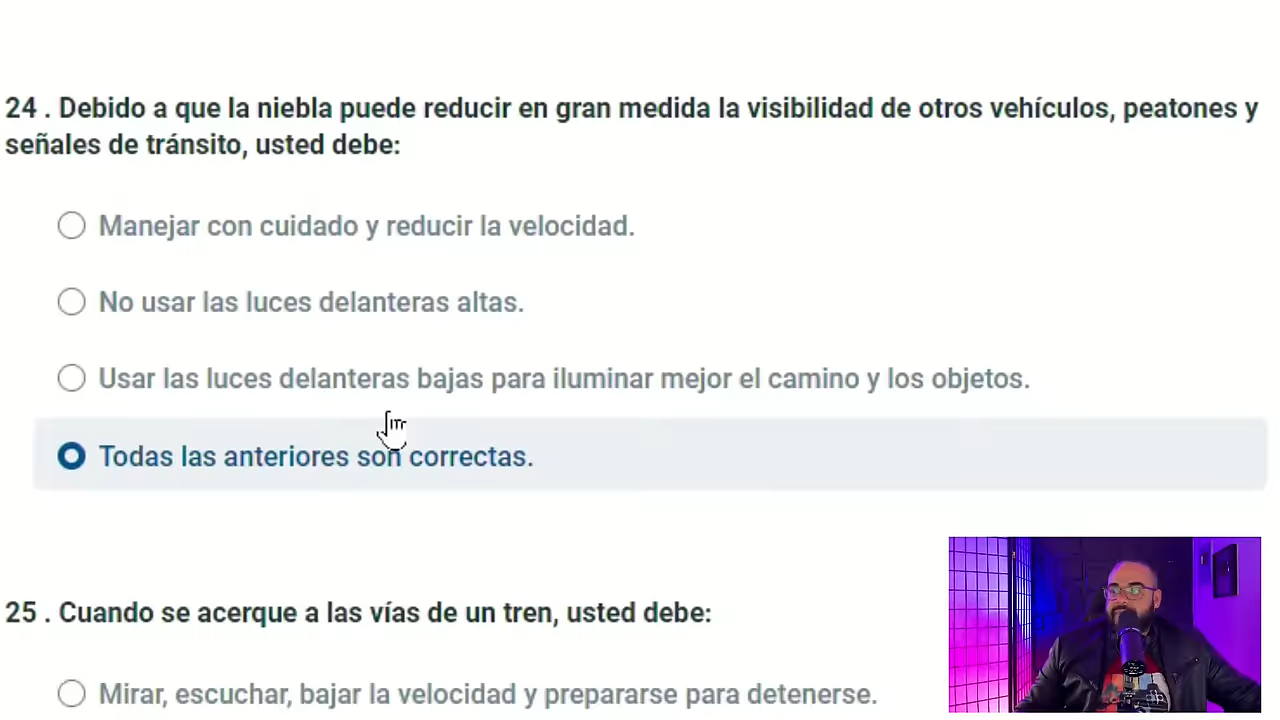 24 . Debido a que la niebla puede reducir en gran medida la visibilidad de otros vehículos, peatones y
señales de tránsito, usted debe:
Manejar con cuidado y reducir la velocidad.
No usar las luces delanteras altas.
Usar las luces delanteras bajas para iluminar mejor el camino y los objetos.
Todas las anteriores son correctas.
25 . Cuando se acerque a las vías de un tren, usted debe:
Mirar, escuchar, bajar la velocidad y prepararse para detenerse.